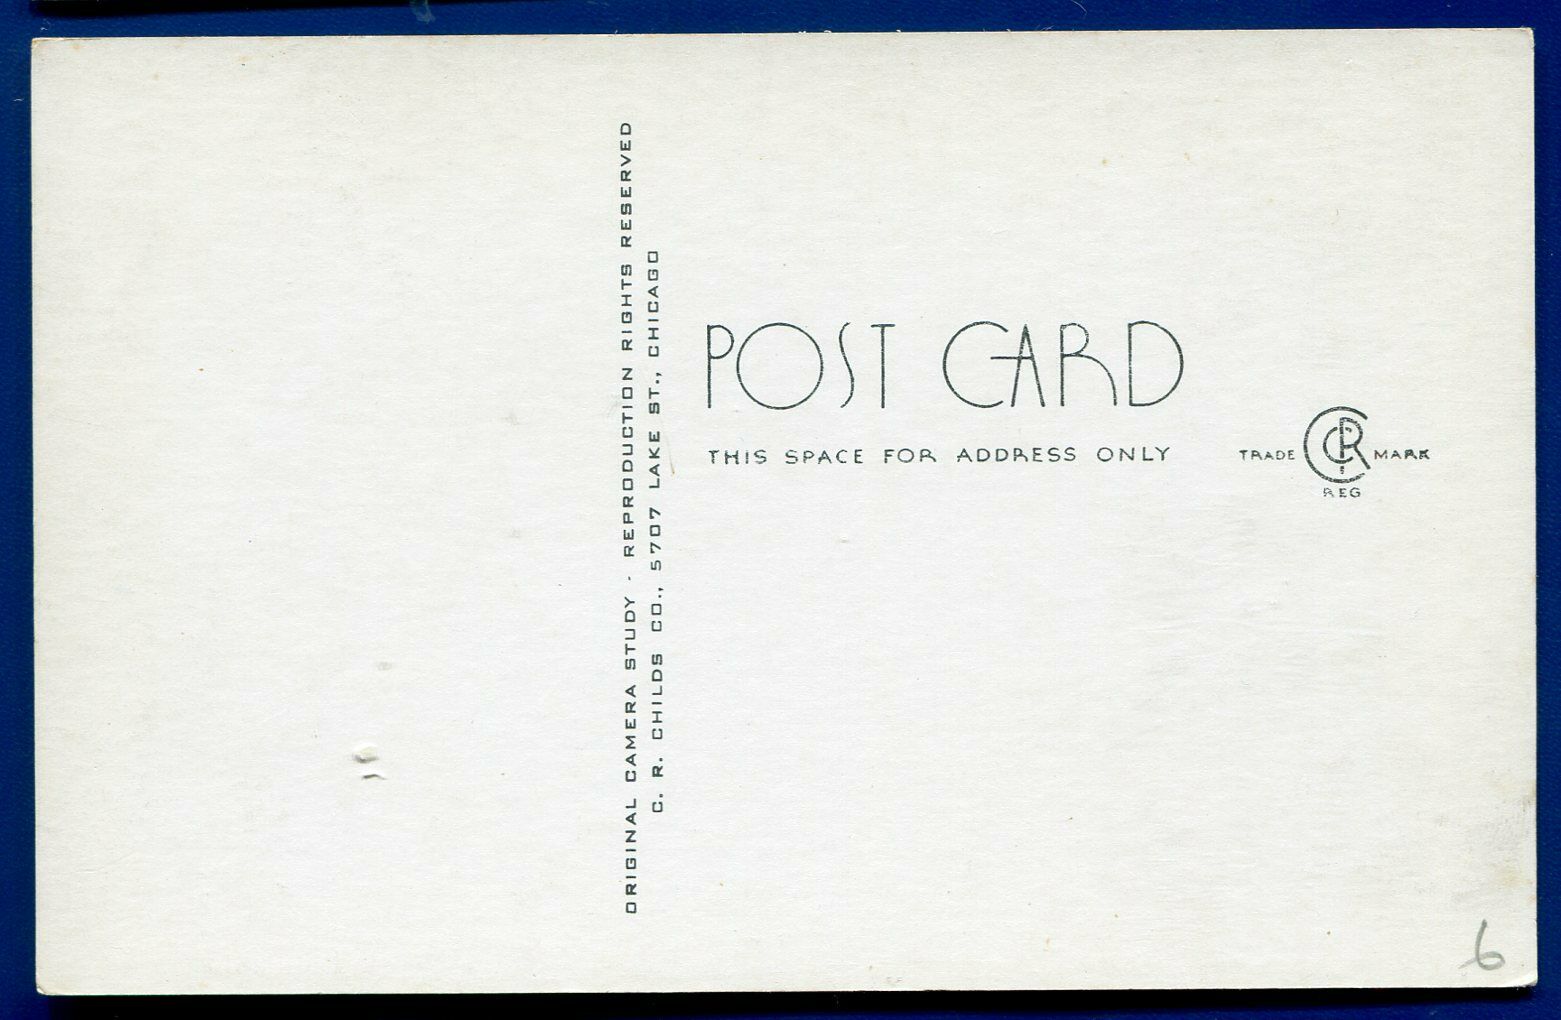 ORIGINAL CAMERA STUDY - REPRODUCTION RIGHTS RESERVED
C. R. CHILDS CO., 5707 LAKE ST., CHICAGO
POST CARD
THIS SPACE FOR ADDRESS ONLY
TRADE CRC MARK
REG
6